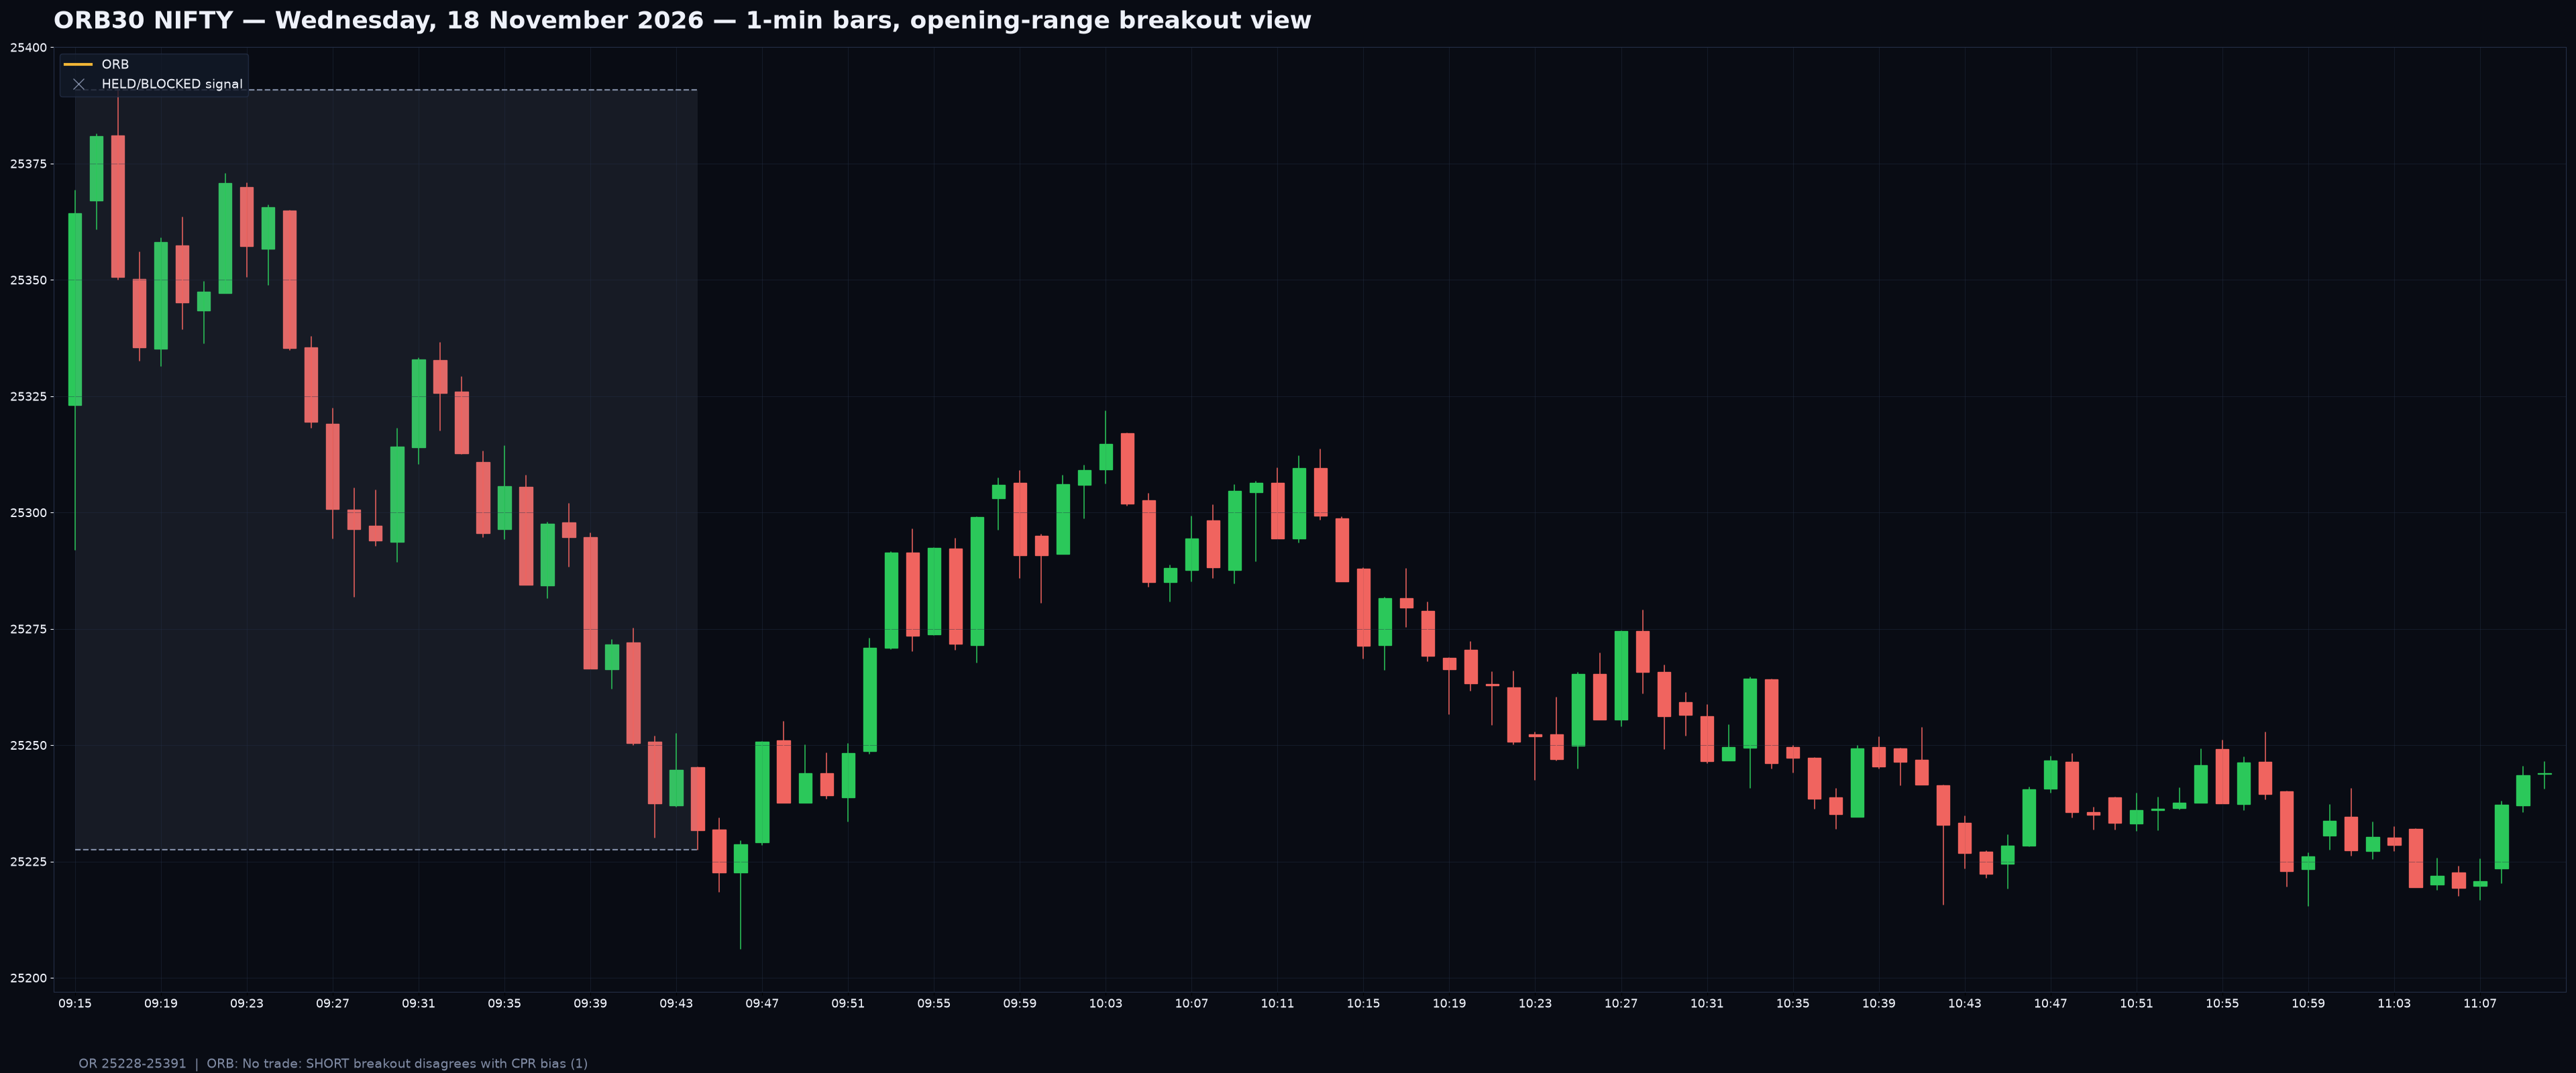 ORB30 NIFTY — Wednesday, 18 November 2026 — 1-min bars, opening-range breakout view
ORB
HELD/BLOCKED signal
25400
25375
25350
25325
25300
25275
25250
25225
25200
09:15 09:19 09:23 09:27 09:31 09:35 09:39 09:43 09:47 09:51 09:55 09:59 10:03 10:07 10:11 10:15 10:19 10:23 10:27 10:31 10:35 10:39 10:43 10:47 10:51 10:55 10:59 11:03 11:07
OR 25228-25391 | ORB: No trade: SHORT breakout disagrees with CPR bias (1)